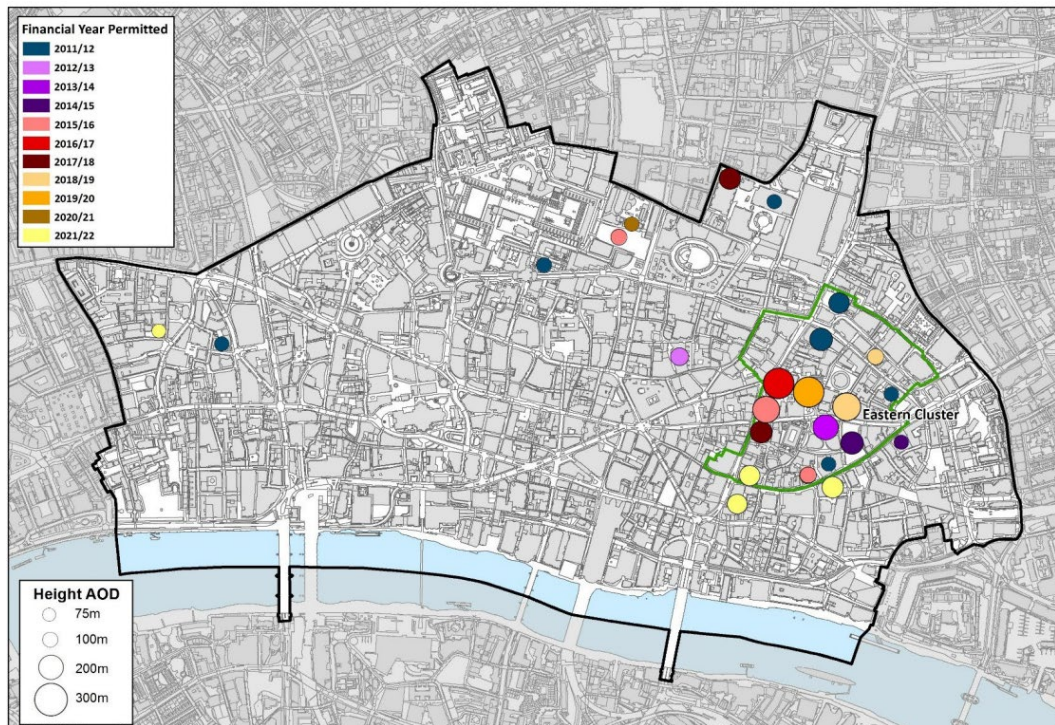 Financial Year Permitted
2011/12
2012/13
2013/14
2014/15
2015/16
2016/17
2017/18
2018/19
2019/20
2020/21
2021/22
Eastern Cluster
Height AOD
75m
100m
200m
300m